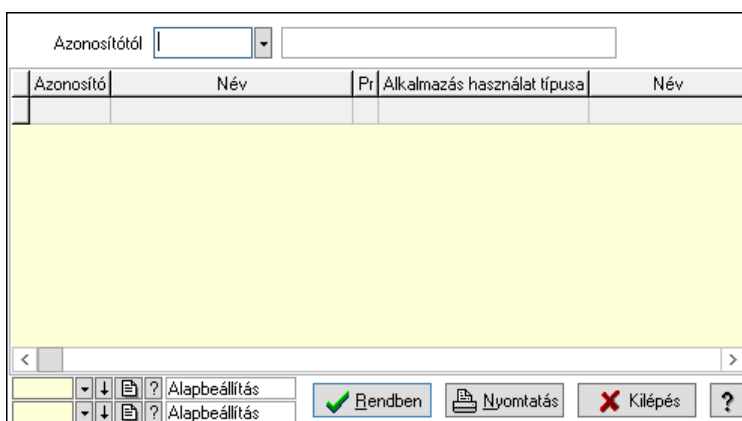 Azonosítótól
Azonosító Név Pr Alkalmazás használat típusa Név
? Alapbeállítás
? Alapbeállítás
Rendben Nyomtatás Kilépés ?